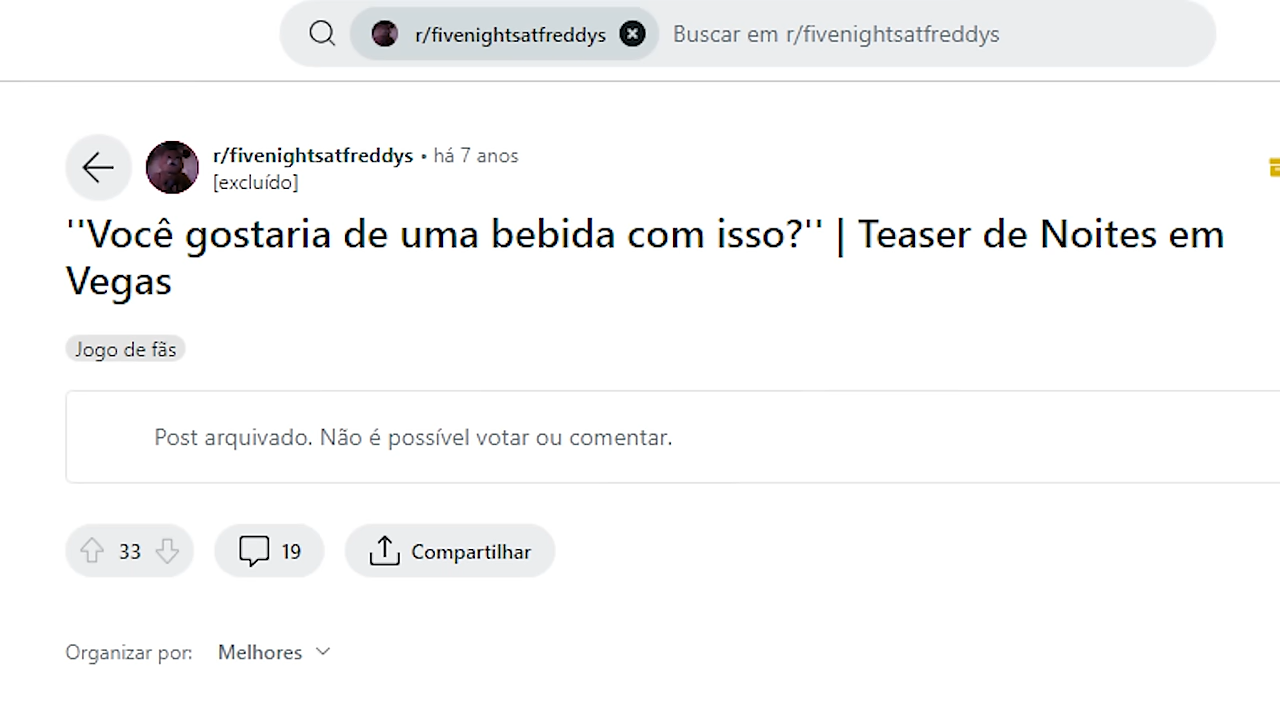 r/fivenightsatfreddys Buscar em r/fivenightsatfreddys
r/fivenightsatfreddys • há 7 anos
[excluído]
''Você gostaria de uma bebida com isso?'' | Teaser de Noites em
Vegas
Jogo de fãs
Post arquivado. Não é possível votar ou comentar.
33 19 Compartilhar
Organizar por: Melhores